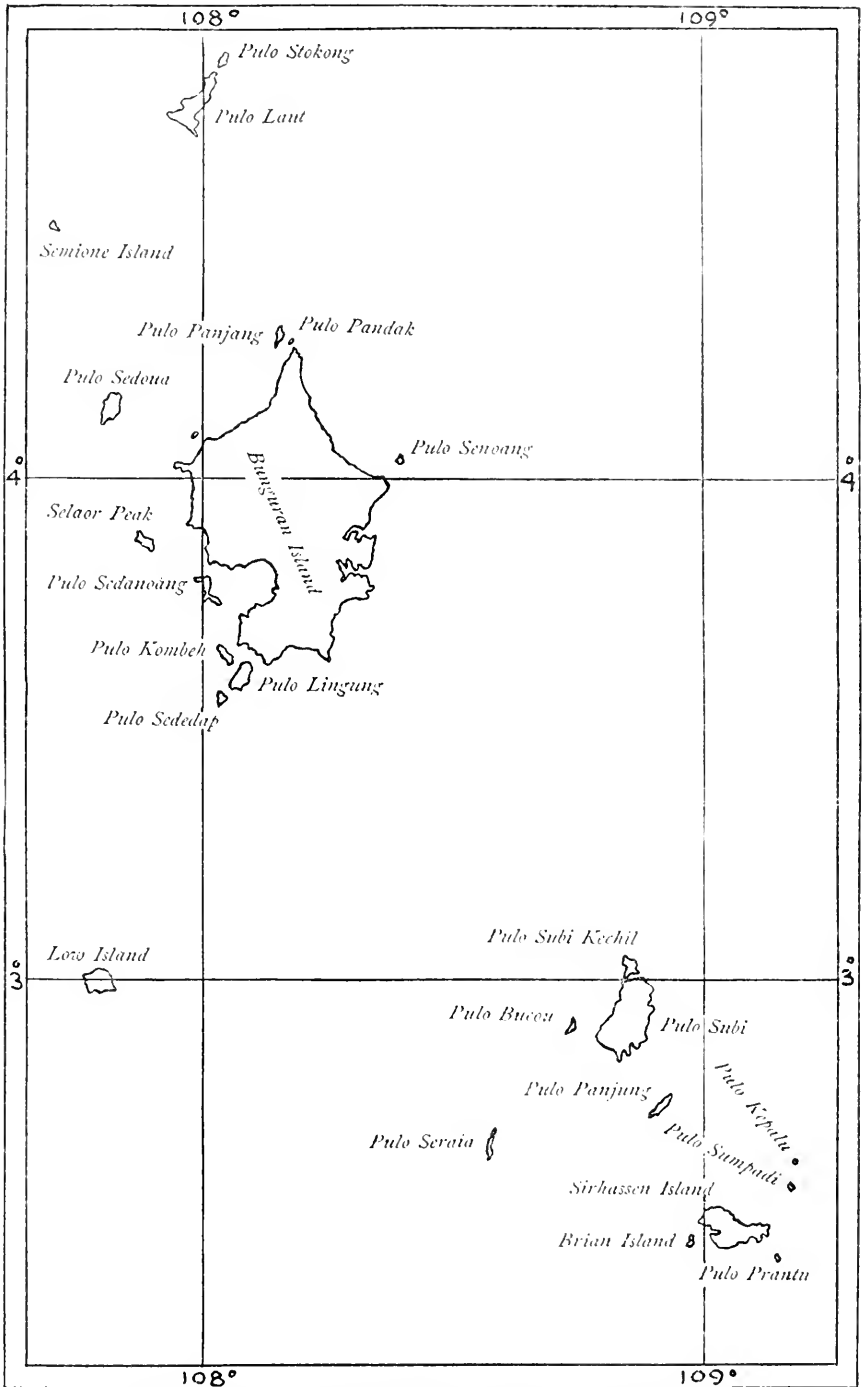 108° 109°
Pulo Stokong
Pulo Laut
Semione Island
Pulo Panjang
Pulo Pandak
Pulo Sedoua
Pulo Senoang
4° 4°
Bunguran Island
Selaor Peak
Pulo Sedanoang
Pulo Kombeh
Pulo Lingung
Pulo Sededap
Pulo Subi Kechil
Low Island
3° 3°
Pulo Bucou
Pulo Subi
Pulo Panjung
Pulo Kepalu
Pulo Sumpadi
Pulo Seraia
Sirhassen Island
Brian Island
Pulo Prantu
108° 109°